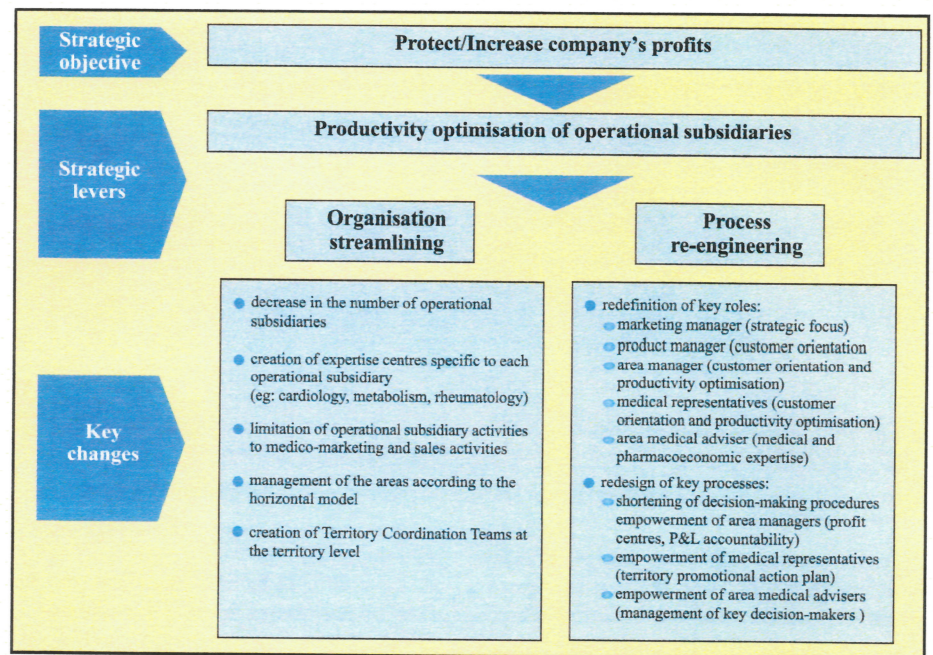 Strategic
objective
Protect/Increase company's profits
Strategic
levers
Productivity optimisation of operational subsidiaries
Organisation
streamlining
Process
re-engineering
Key
changes
decrease in the number of operational
subsidiaries
creation of expertise centres specific to each
operational subsidiary
(eg: cardiology, metabolism, rheumatology)
limitation of operational subsidiary activities
to medico-marketing and sales activities
management of the areas according to the
horizontal model
creation of Territory Coordination Teams at
the territory level
redefinition of key roles:
marketing manager (strategic focus)
product manager (customer orientation
area manager (customer orientation and
productivity optimisation)
medical representatives (customer
orientation and productivity optimisation)
area medical adviser (medical and
pharmacoeconomic expertise)
redesign of key processes:
shortening of decision-making procedures
empowerment of area managers (profit
centres, P&L accountability)
empowerment of medical representatives
(territory promotional action plan)
empowerment of area medical advisers
(management of key decision-makers )